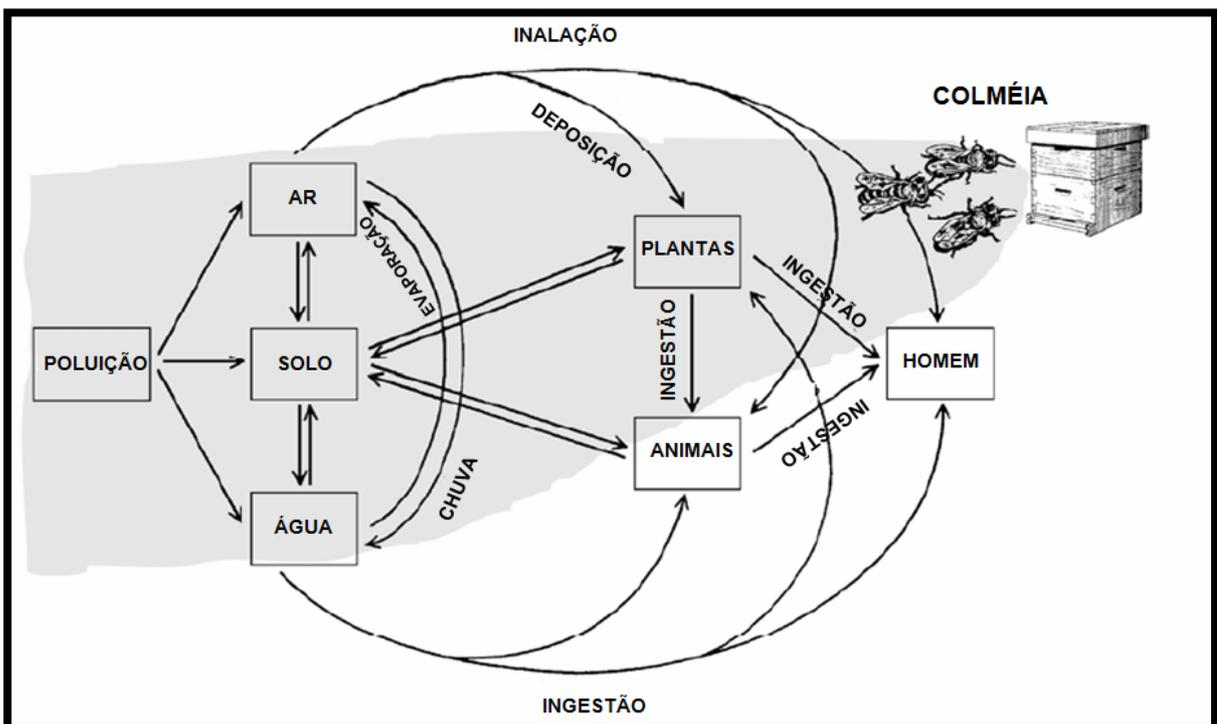 INALAÇÃO
COLMÉIA
DEPOSIÇÃO
AR
EVAPORAÇÃO
PLANTAS
INGESTÃO
POLUIÇÃO
SOLO
INGESTÃO
HOMEM
ANIMAIS
INGESTÃO
CHUVA
ÁGUA
INGESTÃO